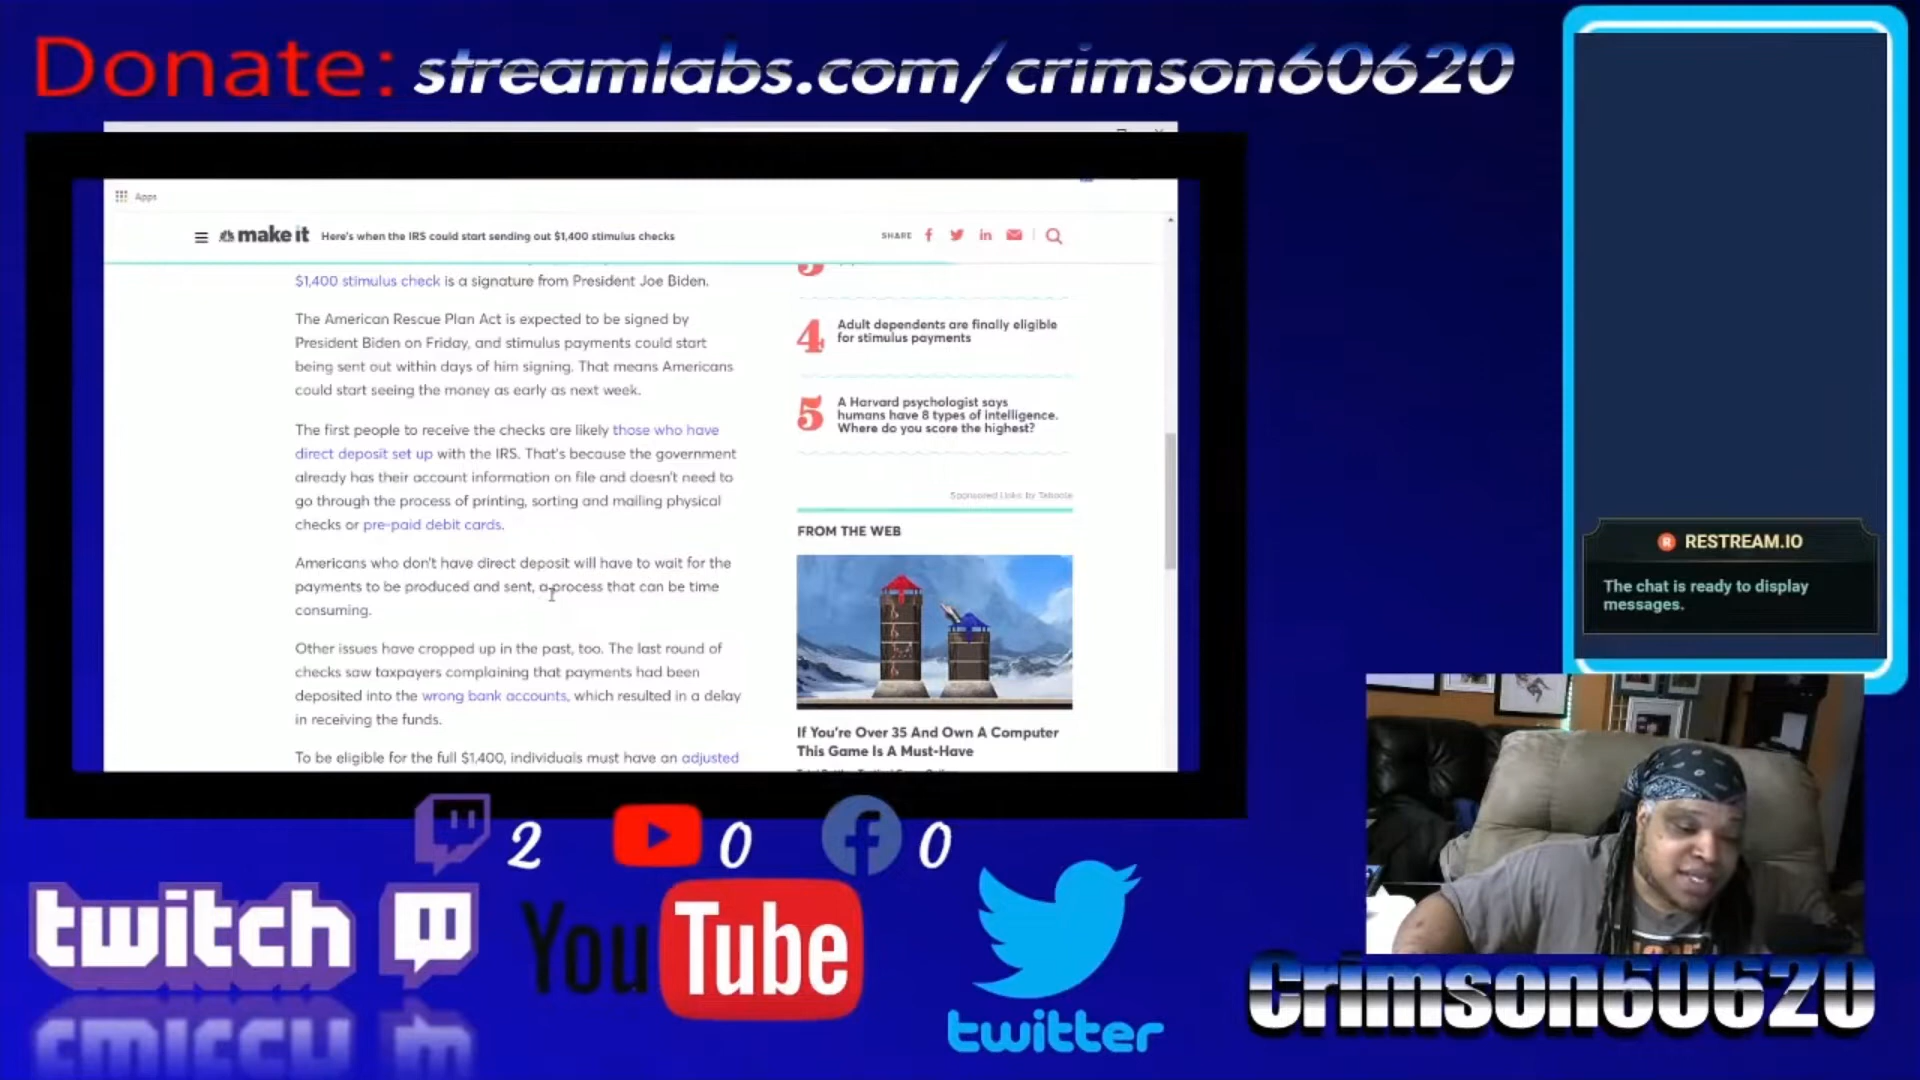 Donate: streamlabs.com/crimson60620
Apps
make it Here's when the IRS could start sending out $1,400 stimulus checks
SHARE
$1,400 stimulus check is a signature from President Joe Biden.
The American Rescue Plan Act is expected to be signed by
President Biden on Friday, and stimulus payments could start
being sent out within days of him signing. That means Americans
could start seeing the money as early as next week.
The first people to receive the checks are likely those who have
direct deposit set up with the IRS. That's because the government
already has their account information on file and doesn't need to
go through the process of printing, sorting and mailing physical
checks or pre-paid debit cards.
Americans who don't have direct deposit will have to wait for the
payments to be produced and sent, a process that can be time
consuming.
Other issues have cropped up in the past, too. The last round of
checks saw taxpayers complaining that payments had been
deposited into the wrong bank accounts, which resulted in a delay
in receiving the funds.
To be eligible for the full $1,400, individuals must have an adjusted
4 Adult dependents are finally eligible
for stimulus payments
5 A Harvard psychologist says
humans have 8 types of intelligence.
Where do you score the highest?
Sponsored Links by Taboola
FROM THE WEB
If You're Over 35 And Own A Computer
This Game Is A Must-Have
RESTREAM.IO
The chat is ready to display
messages.
2 0 0
twitch
YouTube
twitter
Crimson60620